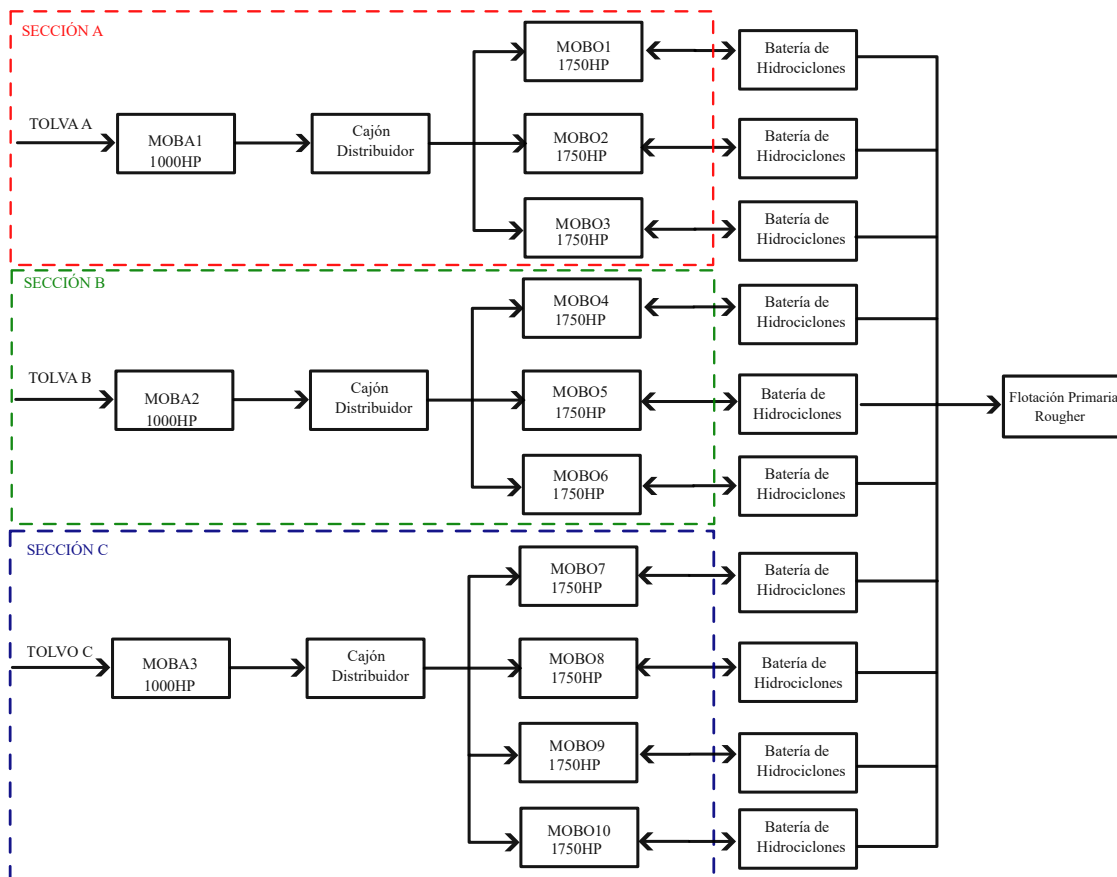 SECCIÓN A
TOLVA A
MOBA1
1000HP
Cajón
Distribuidor
MOBO1
1750HP
MOBO2
1750HP
MOBO3
1750HP
Batería de
Hidrociclones
Batería de
Hidrociclones
Batería de
Hidrociclones
SECCIÓN B
TOLVA B
MOBA2
1000HP
Cajón
Distribuidor
MOBO4
1750HP
MOBO5
1750HP
MOBO6
1750HP
Batería de
Hidrociclones
Batería de
Hidrociclones
Batería de
Hidrociclones
SECCIÓN C
TOLVO C
MOBA3
1000HP
Cajón
Distribuidor
MOBO7
1750HP
MOBO8
1750HP
MOBO9
1750HP
MOBO10
1750HP
Batería de
Hidrociclones
Batería de
Hidrociclones
Batería de
Hidrociclones
Batería de
Hidrociclones
Flotación Primaria
Rougher